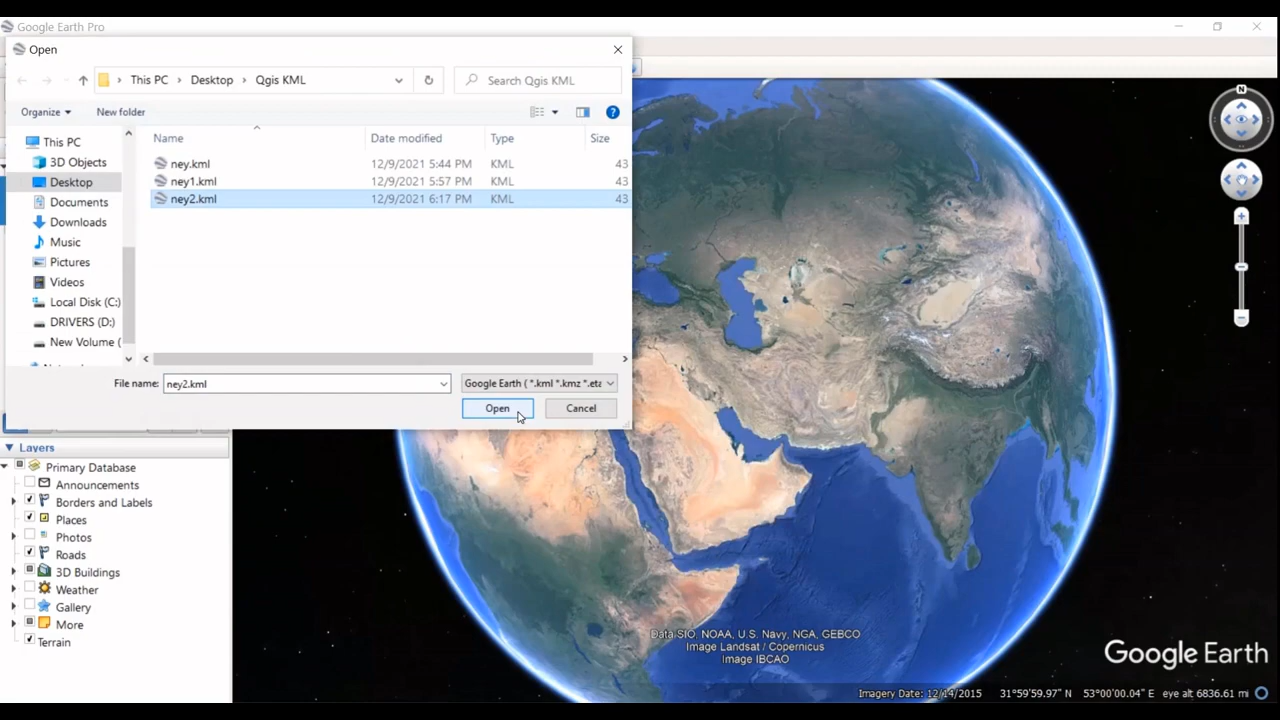 Google Earth Pro
Open
This PC > Desktop > Qgis KML
Search Qgis KML
Organize New folder
Name Date modified Type Size
This PC
3D Objects
Desktop
Documents
Downloads
Music
Pictures
Videos
Local Disk (C:)
DRIVERS (D:)
New Volume (
ney.kml 12/9/2021 5:44 PM KML 43
ney1.kml 12/9/2021 5:57 PM KML 43
ney2.kml 12/9/2021 6:17 PM KML 43
File name: ney2.kml Google Earth ( *.kml *.kmz *.eta
Open Cancel
Layers
Primary Database
Announcements
Borders and Labels
Places
Photos
Roads
3D Buildings
Weather
Gallery
More
Terrain
N
Data SIO, NOAA, U.S. Navy, NGA, GEBCO
Image Landsat / Copernicus
Image IBCAO
Google Earth
Imagery Date: 12/14/2015 31°59'59.97" N 53°00'00.04" E eye alt 6836.61 mi